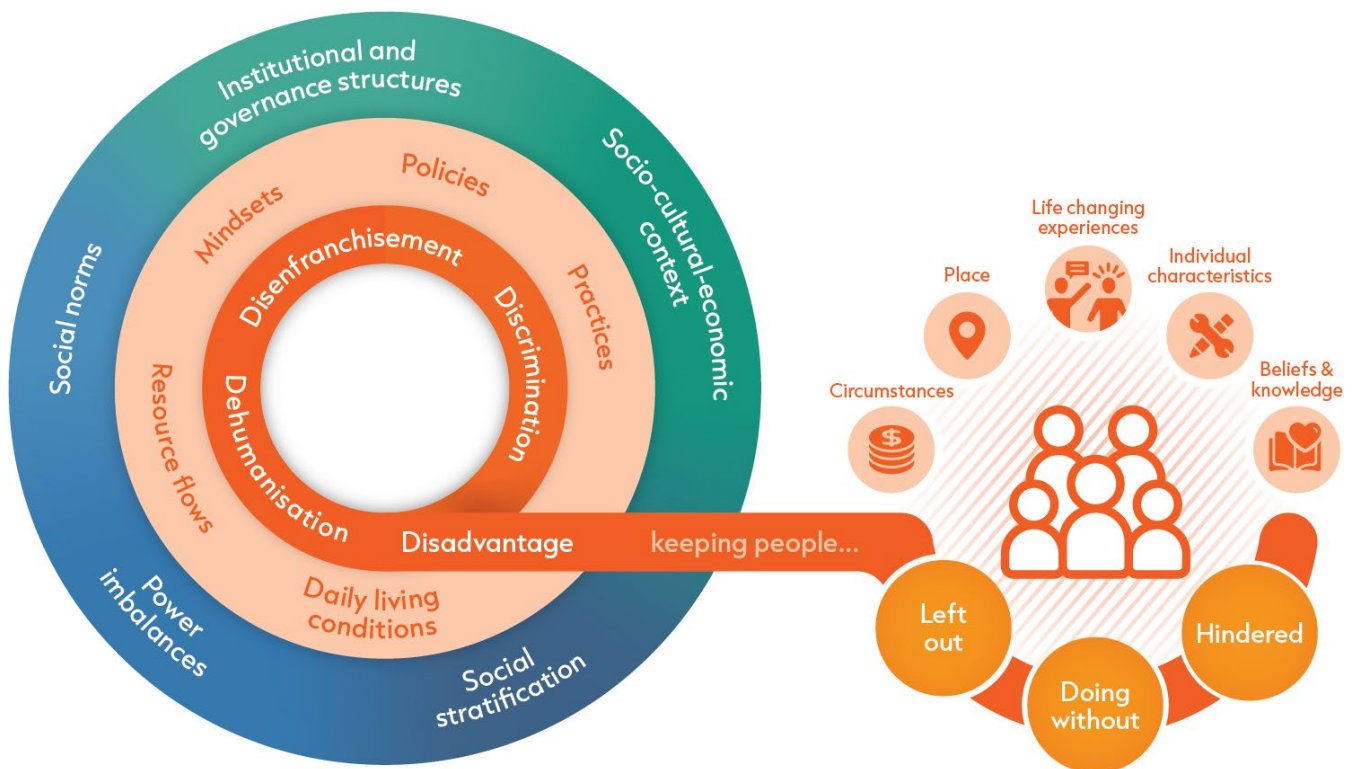 Institutional and
governance structures
Socio-cultural-economic
context
Social norms
Power
imbalances
Social
stratification
Policies
Mindsets
Practices
Resource flows
Daily living
conditions
Disenfranchisement
Discrimination
Dehumanisation
Disadvantage
keeping people...
Life changing
experiences
Place
Individual
characteristics
Circumstances
$
Beliefs &
knowledge
Left
out
Doing
without
Hindered